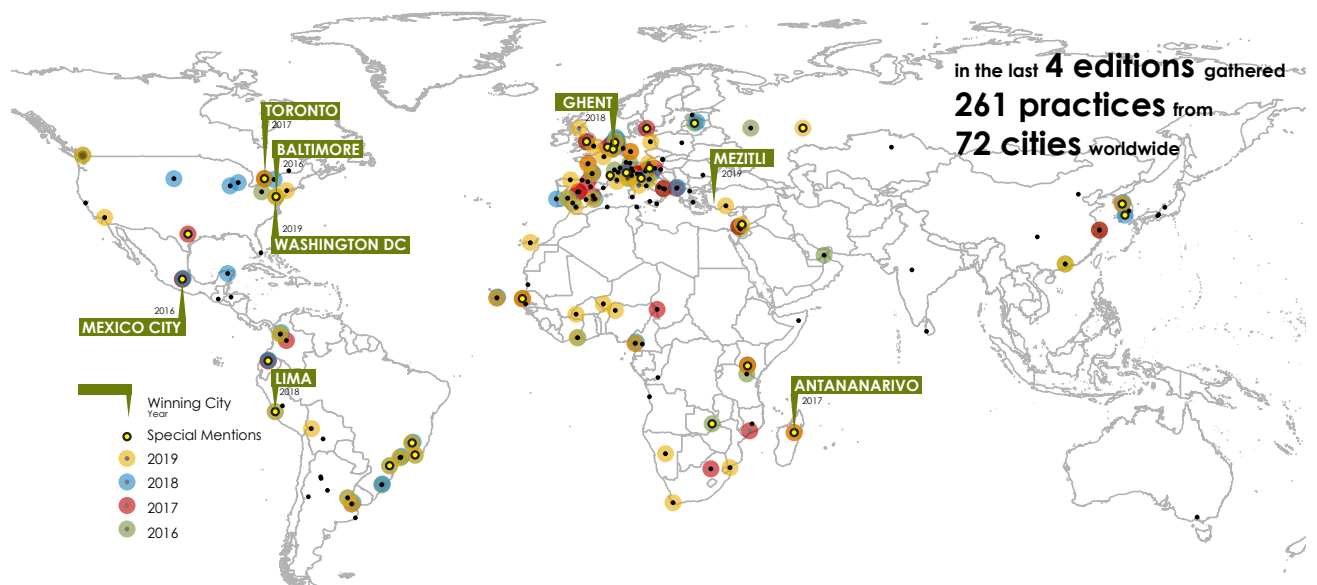 in the last 4 editions gathered
261 practices from
72 cities worldwide
TORONTO
2017
BALTIMORE
2016
2019
WASHINGTON DC
2016
MEXICO CITY
LIMA
2018
GHENT
2018
MEZITLI
2019
ANTANANARIVO
2017
Winning City
Year
Special Mentions
2019
2018
2017
2016